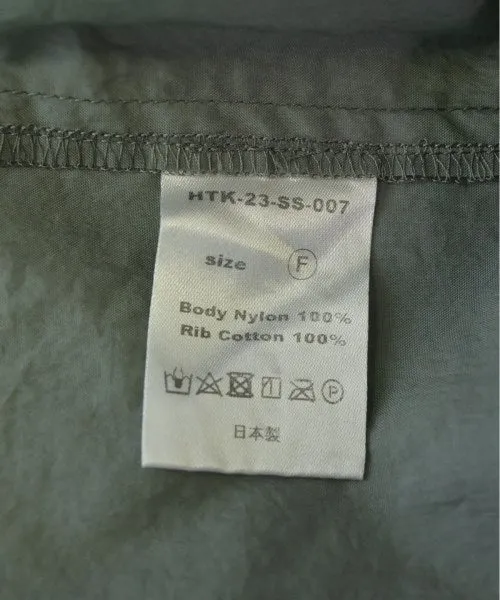 HTK-23-SS-007
size Ⓕ
Body Nylon 100%
Rib Cotton 100%
Ⓟ
日本製